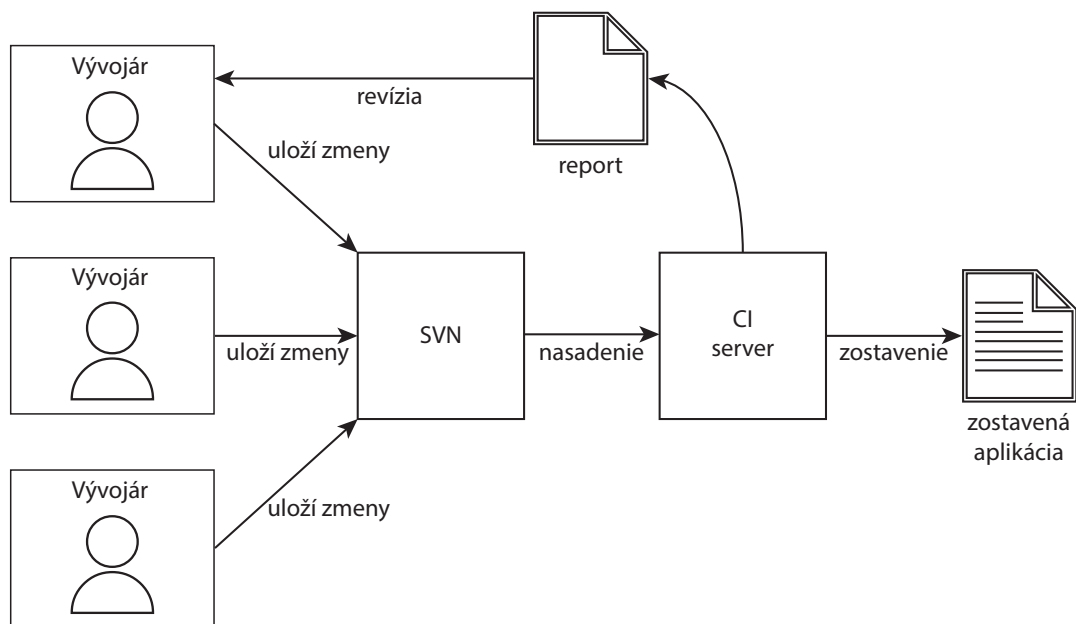 Vývojár
revízia
report
uloží zmeny
Vývojár
uloží zmeny
SVN
nasadenie
CI
server
zostavenie
zostavená
aplikácia
Vývojár
uloží zmeny